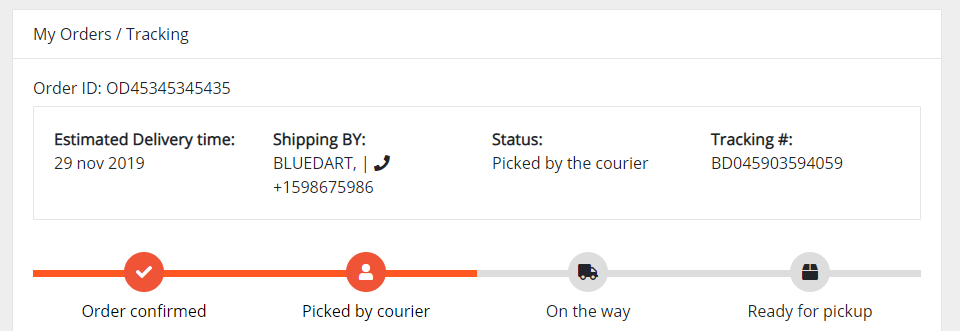 My Orders / Tracking
Order ID: OD45345345435
Estimated Delivery time: Shipping BY: Status: Tracking #:
29 nov 2019 BLUEDART, | Picked by the courier BD045903594059
+1598675986
Order confirmed Picked by courier On the way Ready for pickup